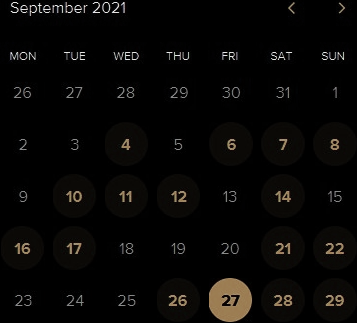 September 2021 < >
MON TUE WED THU FRI SAT SUN
26 27 28 29 30 31 1
2 3 4 5 6 7 8
9 10 11 12 13 14 15
16 17 18 19 20 21 22
23 24 25 26 27 28 29